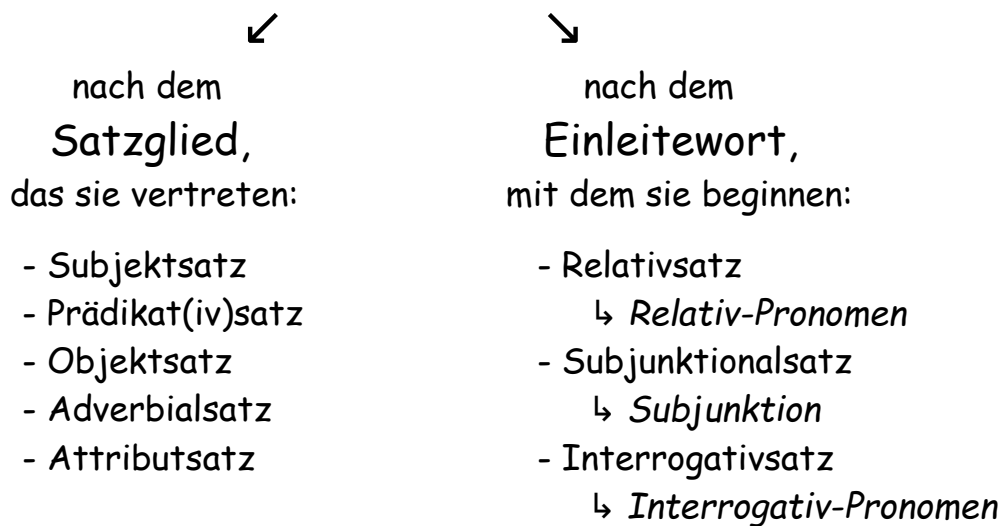 ↙ ↘
nach dem
Satzglied,
das sie vertreten:
- Subjektsatz
- Prädikat(iv)satz
- Objektsatz
- Adverbialsatz
- Attributsatz
nach dem
Einleitewort,
mit dem sie beginnen:
- Relativsatz
↳ Relativ-Pronomen
- Subjunktionalsatz
↳ Subjunktion
- Interrogativsatz
↳ Interrogativ-Pronomen